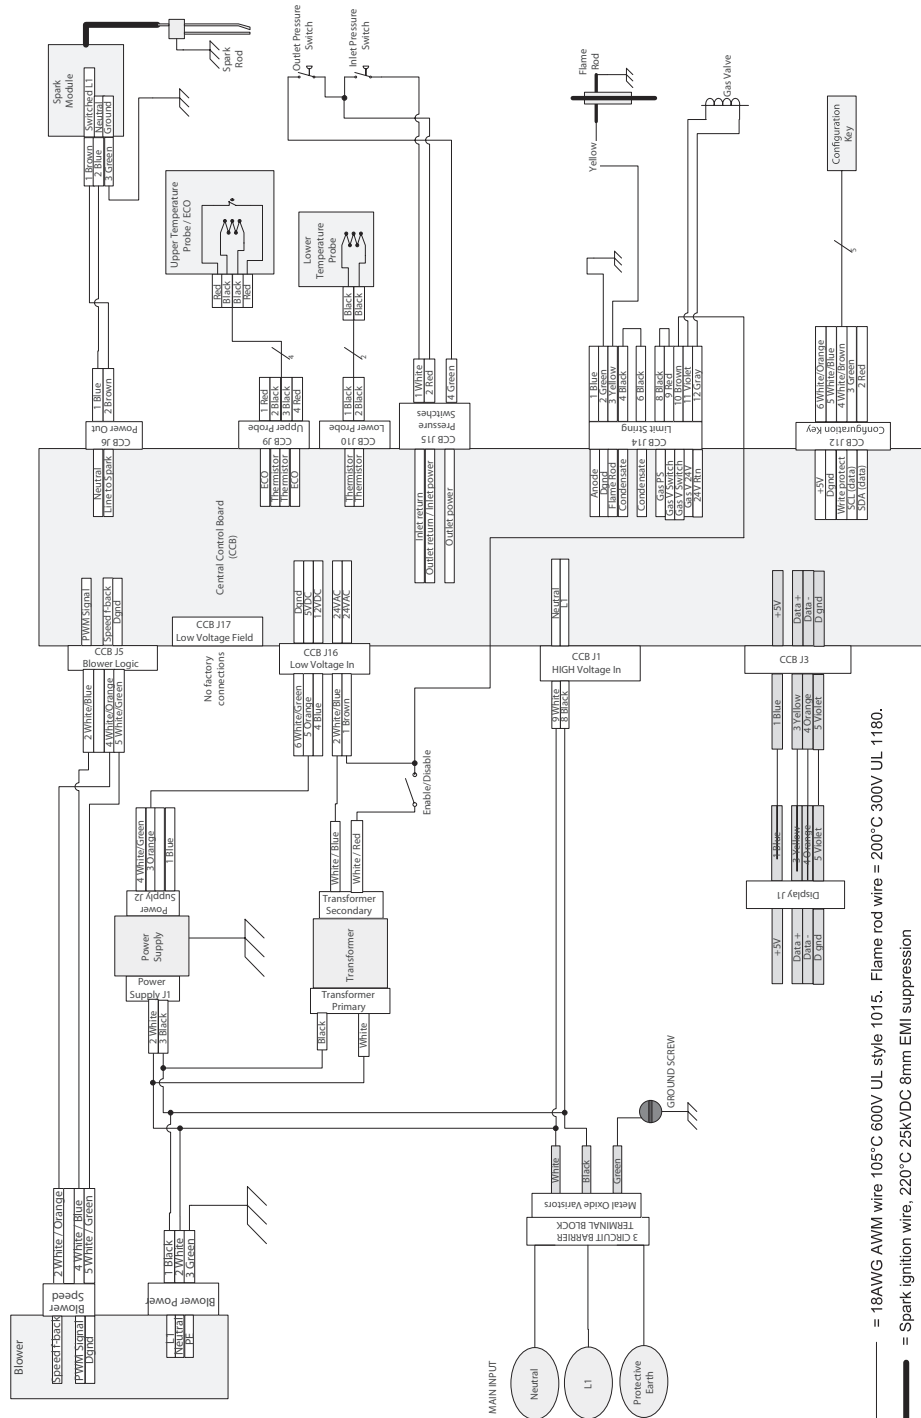 Spark
Module
Switched L1
Neutral
Ground
1 Brown
2 Blue
3 Green
Spark
Rod
Outlet Pressure
Switch
Inlet Pressure
Switch
Flame
Rod
Yellow
Gas Valve
Configuration
Key
5
Upper Temperature
Probe / ECO
Red
Black
Black
Red
4
Lower
Temperature
Probe
Black
Black
2
1 Blue
2 Brown
CCB J6
Power Out
Neutral
Line to Spark
1 Red
2 Black
3 Black
4 Red
CCB J9
Upper Probe
ECO
Thermistor
Thermistor
ECO
1 Black
2 Black
CCB J10
Lower Probe
Thermistor
Thermistor
1 White
2 Red
4 Green
CCB J15
Pressure
Switches
Inlet return
Outlet return / Inlet power
Outlet power
1 Blue
2 Green
3 Yellow
4 Black
6 Black
8 Black
9 Red
10 Brown
11 Violet
12 Gray
CCB J14
Limit String
Anode
Dgnd
Flame Rod
Condensate
Condensate
Gas PS
Gas V Switch
Gas V Switch
Gas V 24V
24V Rtn
6 White/Orange
5 White/Blue
4 White/Brown
3 Green
2 Red
CCB J12
Configuration Key
+5V
Dgnd
Write protect
SCL (data)
SDA (data)
Central Control Board
(CCB)
PWM Signal
Speed f-back
Dgnd
CCB J5
Blower Logic
2 White/Blue
4 White/Orange
5 White/Green
CCB J17
Low Voltage Field
No factory
connections
Dgnd
5VDC
12VDC
24VAC
24VAC
CCB J16
Low Voltage In
6 White/Green
5 Orange
4 Blue
2 White/Blue
1 Brown
Neutral
L1
CCB J1
HIGH Voltage In
9 White
8 Black
+5V
Data +
Data -
D gnd
CCB J3
1 Blue
3 Yellow
4 Orange
5 Violet
1 Blue
3 Yellow
4 Orange
5 Violet
Display J1
+5V
Data +
Data -
D gnd
Enable/Disable
4 White/Green
3 Orange
1 Blue
Power
Supply J2
Power
Supply
Power
Supply J1
2 White
3 Black
White / Blue
White / Red
Transformer
Secondary
Transformer
Transformer
Primary
Black
White
GROUND SCREW
White
Black
Green
Metal Oxide Varistors
3 CIRCUIT BARRIER
TERMINAL BLOCK
MAIN INPUT
Neutral
L1
Protective
Earth
Blower
Speed f-back
PWM Signal
Dgnd
Blower
Speed
2 White / Orange
4 White / Blue
5 White / Green
L1
Neutral
PE
Blower Power
1 Black
2 White
3 Green
= 18AWG AWM wire 105°C 600V UL style 1015. Flame rod wire = 200°C 300V UL 1180.
= Spark ignition wire, 220°C 25kVDC 8mm EMI suppression